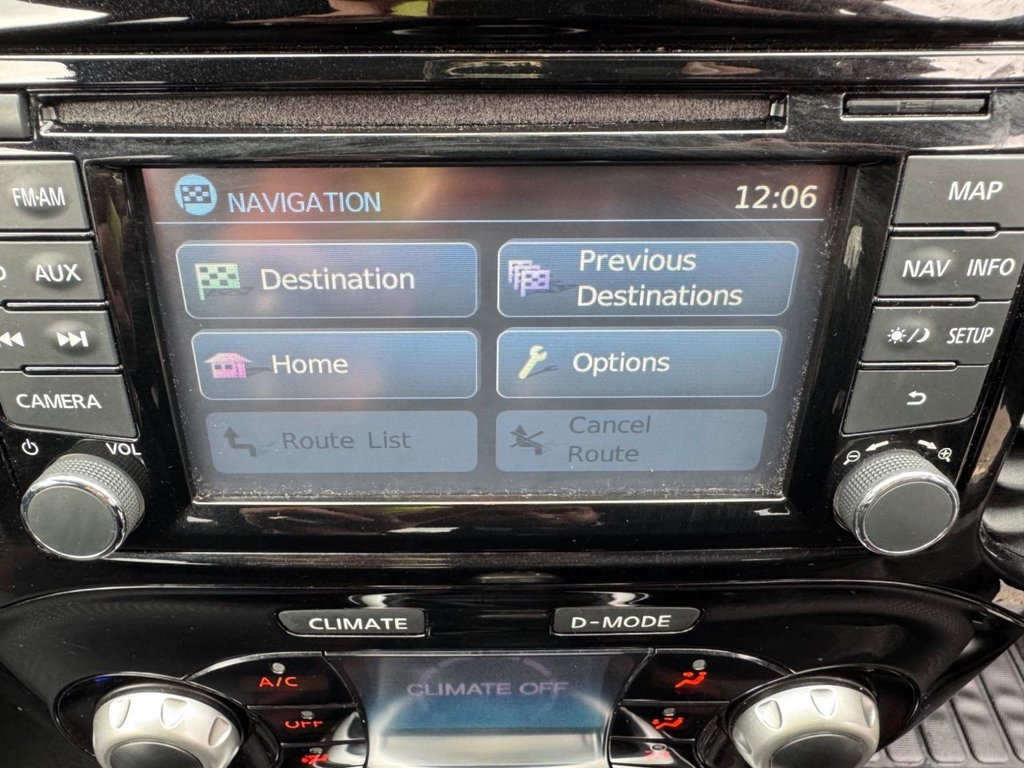 NAVIGATION 12:06
Destination
Previous
Destinations
Home
Options
Route List
Cancel
Route
FM·AM
AUX
CAMERA
VOL
MAP
NAV INFO
SETUP
CLIMATE
D-MODE
CLIMATE OFF
A/C
OFF